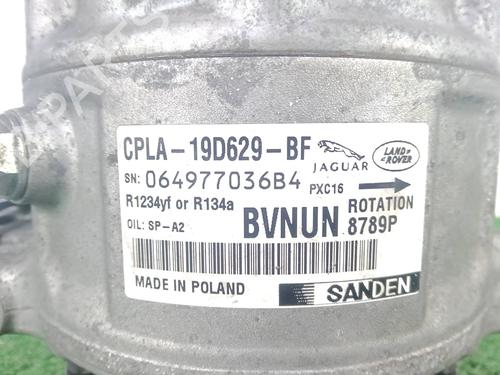 CPLA-19D629-BF
JAGUAR
LAND ROVER
SN: 064977036B4
PXC16
R1234yf or R134a
ROTATION
OIL: SP-A2
BVNUN
8789P
MADE IN POLAND
SANDEN